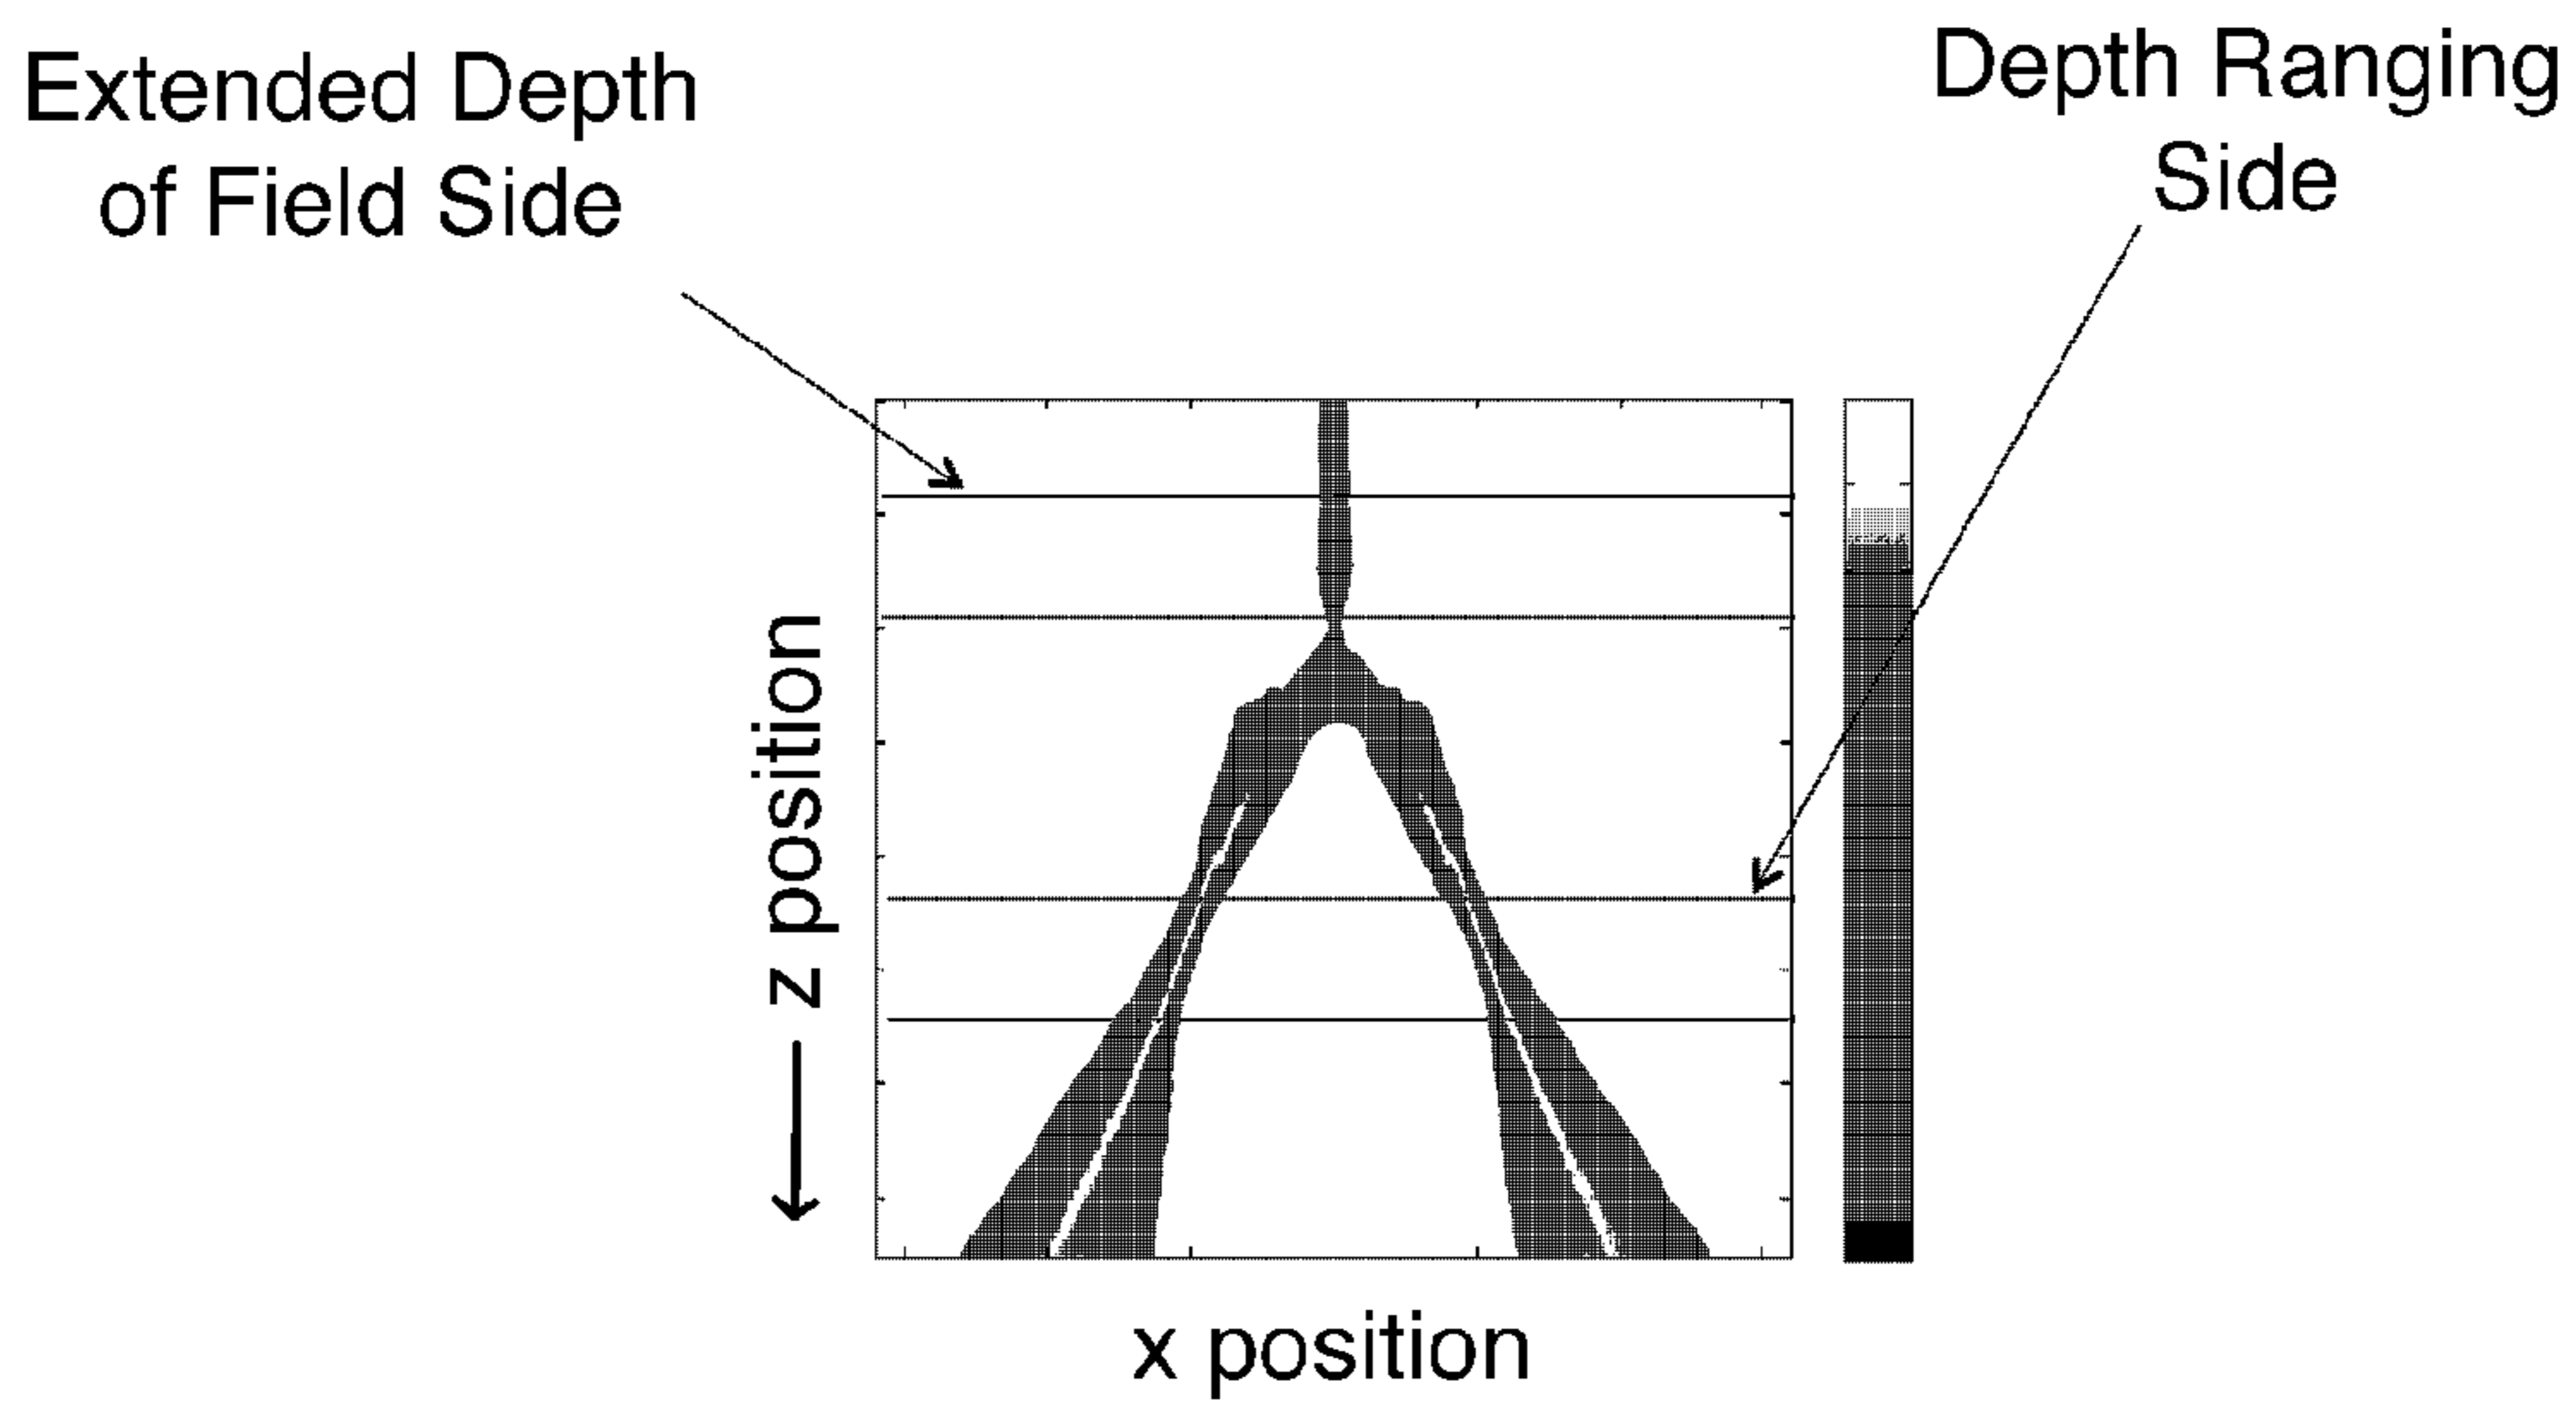 Extended Depth
of Field Side
Depth Ranging
Side
z position
x position